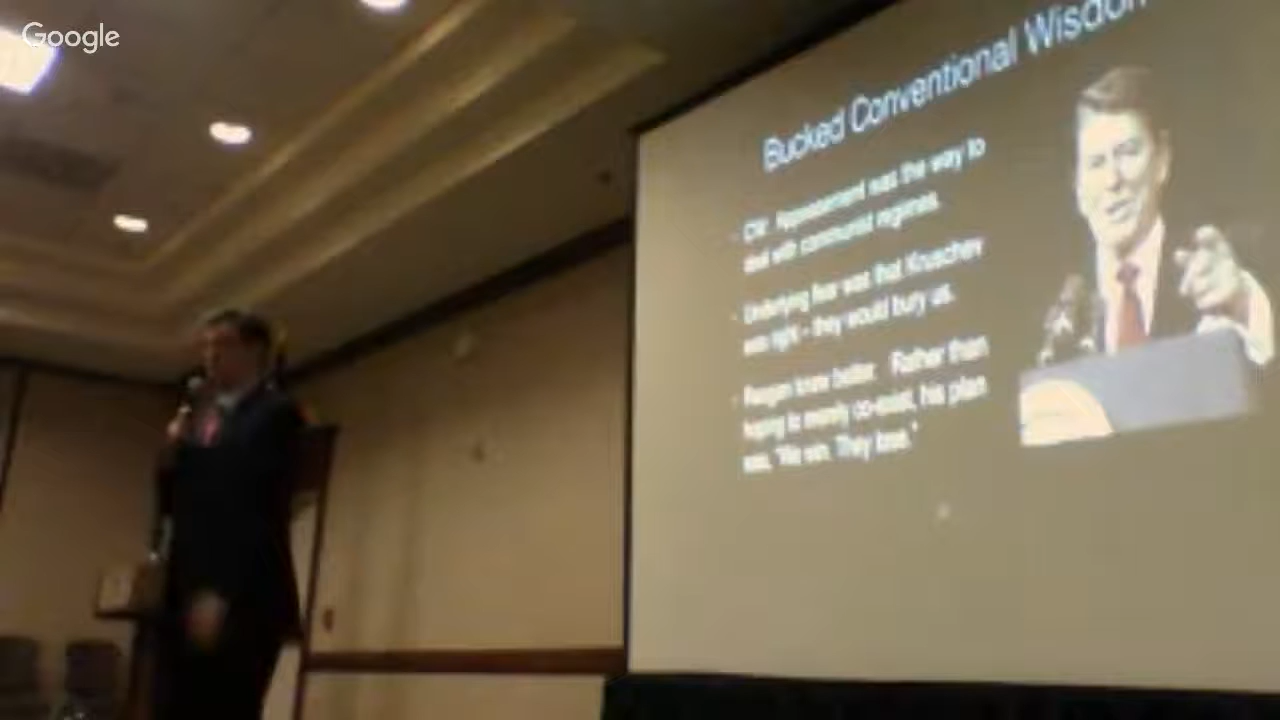 Google
Bucked Conventional Wisdom
CW: Appeasement was the way to
deal with communist regimes.
Underlying fear was that Kruschev
was right - they would bury us.
Reagan knew better. Rather than
hoping to merely co-exist, his plan
was, "We win. They lose."